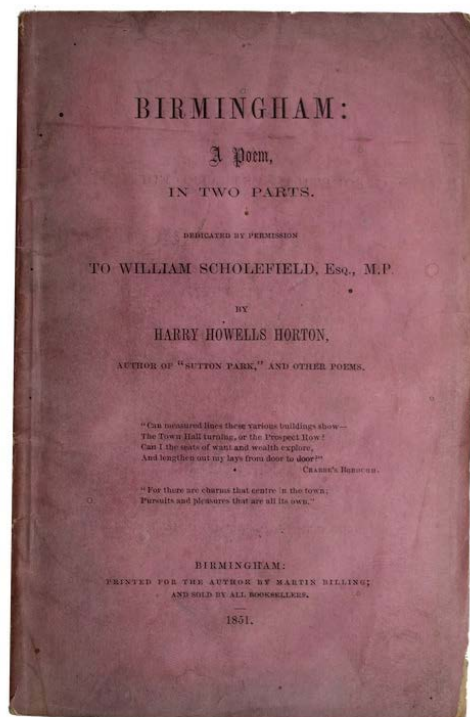 BIRMINGHAM:
A Poem,
IN TWO PARTS.
DEDICATED BY PERMISSION
TO WILLIAM SCHOLEFIELD, Esq., M.P.
BY
HARRY HOWELLS HORTON,
AUTHOR OF "SUTTON PARK," AND OTHER POEMS.
"Can measured lines these various buildings show—
The Town Hall turning, or the Prospect Row?
Can I the seats of want and wealth explore,
And lengthen out my lays from door to door?"
Crabbe's Borough.
"For there are charms that centre in the town;
Pursuits and pleasures that are all its own."
BIRMINGHAM:
PRINTED FOR THE AUTHOR BY MARTIN BILLING;
AND SOLD BY ALL BOOKSELLERS.
1851.